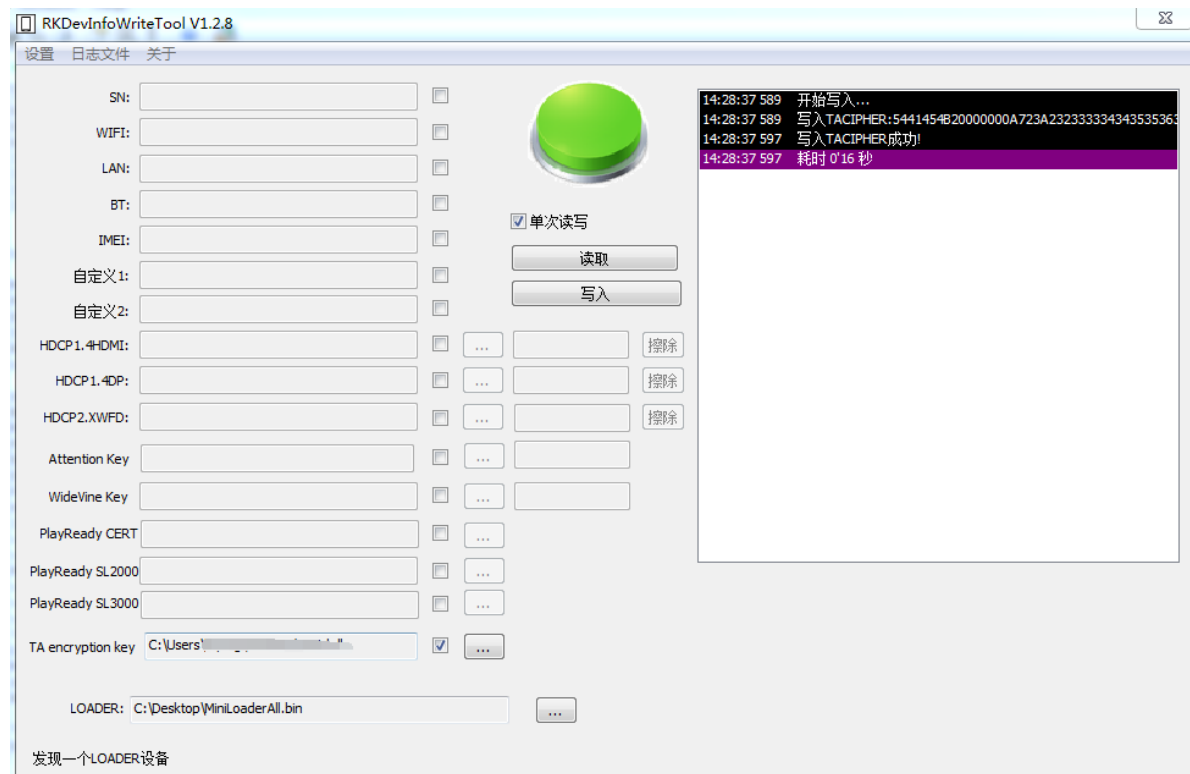 RKDevInfoWriteTool V1.2.8
设置 日志文件 关于
SN:
WIFI:
LAN:
BT:
IMEI:
自定义1:
自定义2:
HDCP1.4HDMI: ... 擦除
HDCP1.4DP: ... 擦除
HDCP2.XWFD: ... 擦除
Attention Key ...
WideVine Key ...
PlayReady CERT ...
PlayReady SL2000 ...
PlayReady SL3000 ...
TA encryption key C:\Users\ ...
LOADER: C:\Desktop\MiniLoaderAll.bin ...
发现一个LOADER设备
单次读写
读取
写入
14:28:37 589 开始写入...
14:28:37 589 写入TACIPHER:5441454B20000000A723A232333334343535363
14:28:37 597 写入TACIPHER成功!
14:28:37 597 耗时 0'16 秒